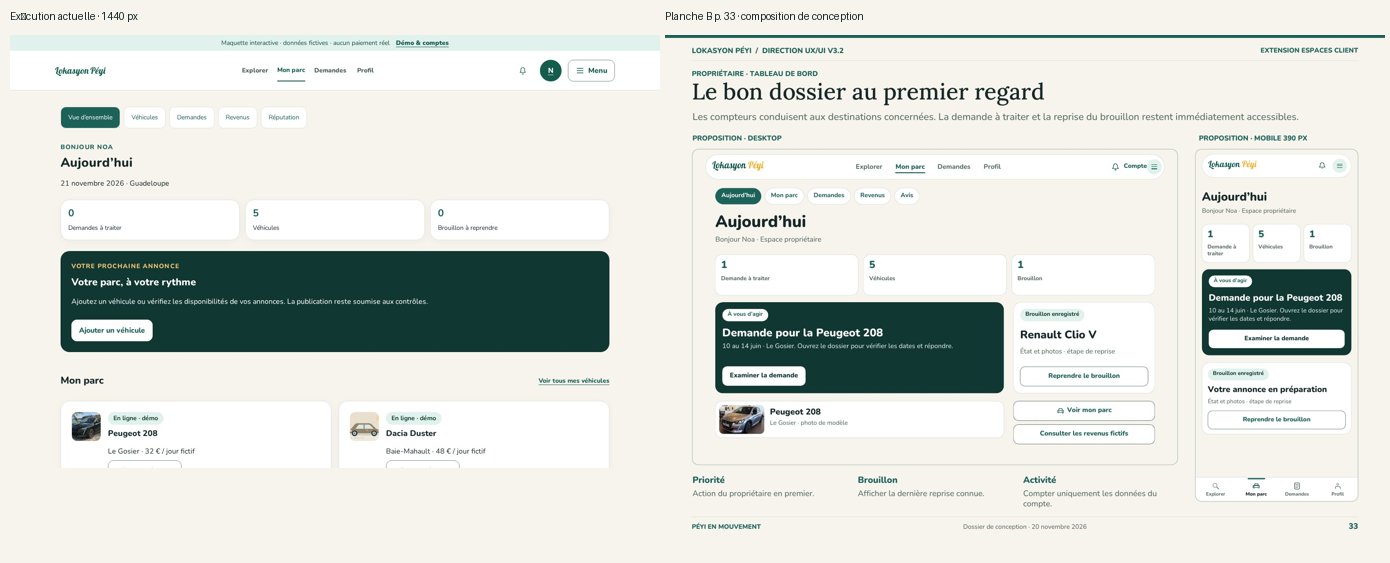 Exécution actuelle · 1440 px
Maquette interactive · données fictives · aucun paiement réel Démo & comptes
Lokasyon Péyi
Explorer Mon parc Demandes Profil
N
Menu
Vue d'ensemble Véhicules Demandes Revenus Réputation
BONJOUR NOA
Aujourd'hui
21 novembre 2026 · Guadeloupe
0
Demandes à traiter
5
Véhicules
0
Brouillon à reprendre
VOTRE PROCHAINE ANNONCE
Votre parc, à votre rythme
Ajoutez un véhicule ou vérifiez les disponibilités de vos annonces. La publication reste soumise aux contrôles.
Ajouter un véhicule
Mon parc
Voir tous mes véhicules
En ligne · démo
Peugeot 208
Le Gosier · 32 € / jour fictif
En ligne · démo
Dacia Duster
Baie-Mahault · 48 € / jour fictif
Planche B p. 33 · composition de conception
LOKASYON PÉYI / DIRECTION UX/UI V3.2
EXTENSION ESPACES CLIENT
PROPRIÉTAIRE · TABLEAU DE BORD
Le bon dossier au premier regard
Les compteurs conduisent aux destinations concernées. La demande à traiter et la reprise du brouillon restent immédiatement accessibles.
PROPOSITION · DESKTOP
Lokasyon Péyi
Explorer Mon parc Demandes Profil
Compte
Aujourd'hui Mon parc Demandes Revenus Avis
Aujourd'hui
Bonjour Noa · Espace propriétaire
1
Demande à traiter
5
Véhicules
1
Brouillon
À vous d'agir
Demande pour la Peugeot 208
10 au 14 juin · Le Gosier. Ouvrez le dossier pour vérifier les dates et répondre.
Examiner la demande
Brouillon enregistré
Renault Clio V
État et photos · étape de reprise
Reprendre le brouillon
Peugeot 208
Le Gosier · photo de modèle
Voir mon parc
Consulter les revenus fictifs
PROPOSITION · MOBILE 390 PX
Lokasyon Péyi
Aujourd'hui
Bonjour Noa · Espace propriétaire
1
Demande à
traiter
5
Véhicules
1
Brouillon
À vous d'agir
Demande pour la Peugeot 208
10 au 14 juin · Le Gosier. Ouvrez le dossier pour
vérifier les dates et répondre.
Examiner la demande
Brouillon enregistré
Votre annonce en préparation
État et photos · étape de reprise
Reprendre le brouillon
Explorer Mon parc Demandes Profil
Priorité
Action du propriétaire en premier.
Brouillon
Afficher la dernière reprise connue.
Activité
Compter uniquement les données du
compte.
PÉYI EN MOUVEMENT
Dossier de conception · 20 novembre 2026
33